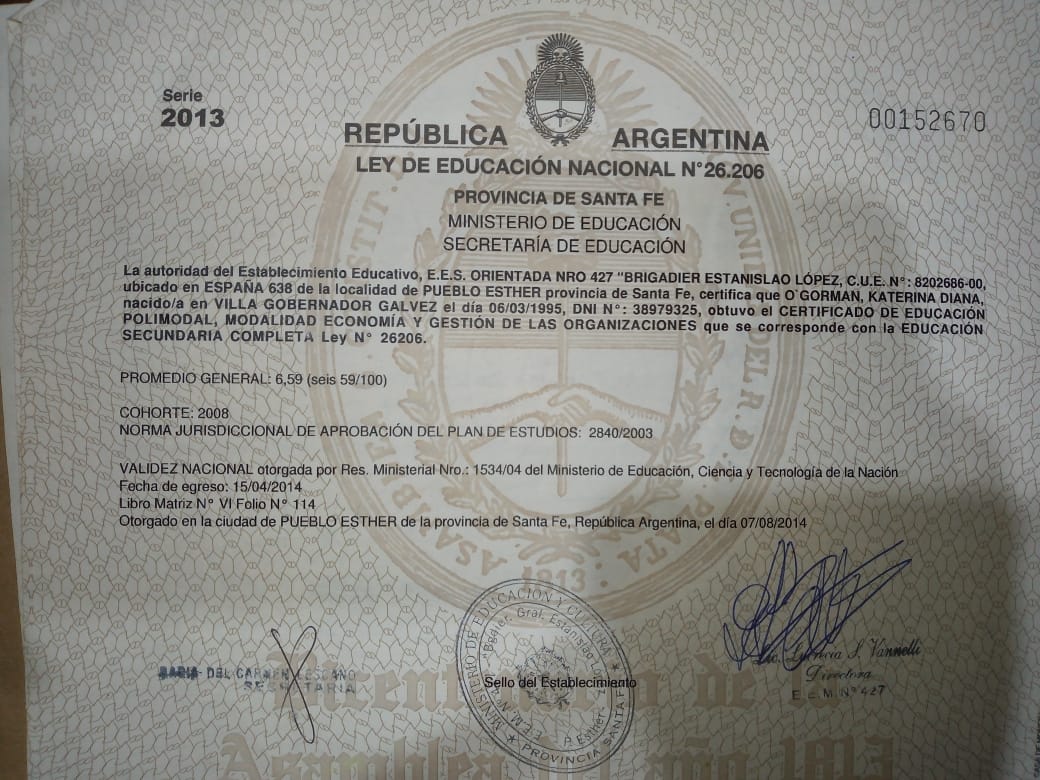 Serie
2013
00152670
REPÚBLICA ARGENTINA
LEY DE EDUCACIÓN NACIONAL N°26.206
PROVINCIA DE SANTA FE
MINISTERIO DE EDUCACIÓN
SECRETARÍA DE EDUCACIÓN
La autoridad del Establecimiento Educativo, E.E.S. ORIENTADA NRO 427 "BRIGADIER ESTANISLAO LÓPEZ, C.U.E. N°: 8202686-00,
ubicado en ESPAÑA 638 de la localidad de PUEBLO ESTHER provincia de Santa Fe, certifica que O`GORMAN, KATERINA DIANA,
nacido/a en VILLA GOBERNADOR GALVEZ el día 06/03/1995, DNI N°: 38979325, obtuvo el CERTIFICADO DE EDUCACIÓN
POLIMODAL, MODALIDAD ECONOMÍA Y GESTIÓN DE LAS ORGANIZACIONES que se corresponde con la EDUCACIÓN
SECUNDARIA COMPLETA Ley N° 26206.
PROMEDIO GENERAL: 6,59 (seis 59/100)
COHORTE: 2008
NORMA JURISDICCIONAL DE APROBACIÓN DEL PLAN DE ESTUDIOS: 2840/2003
VALIDEZ NACIONAL otorgada por Res. Ministerial Nro.: 1534/04 del Ministerio de Educación, Ciencia y Tecnología de la Nación
Fecha de egreso: 15/04/2014
Libro Matriz N° VI Folio N° 114
Otorgado en la ciudad de PUEBLO ESTHER de la provincia de Santa Fe, República Argentina, el día 07/08/2014
1813
DEL CARMEN LESCANO
SECRETARIA
MINISTERIO DE EDUCACION Y CULTURA
Bgdier. Gral. Estanislao
P. Esther
PROVINCIA SANTA FE
Sello del Establecimiento
Lic. Lucrecia S. Vannelli
Directora
E.E.M. N° 427
de la
Asamblea del año 1813